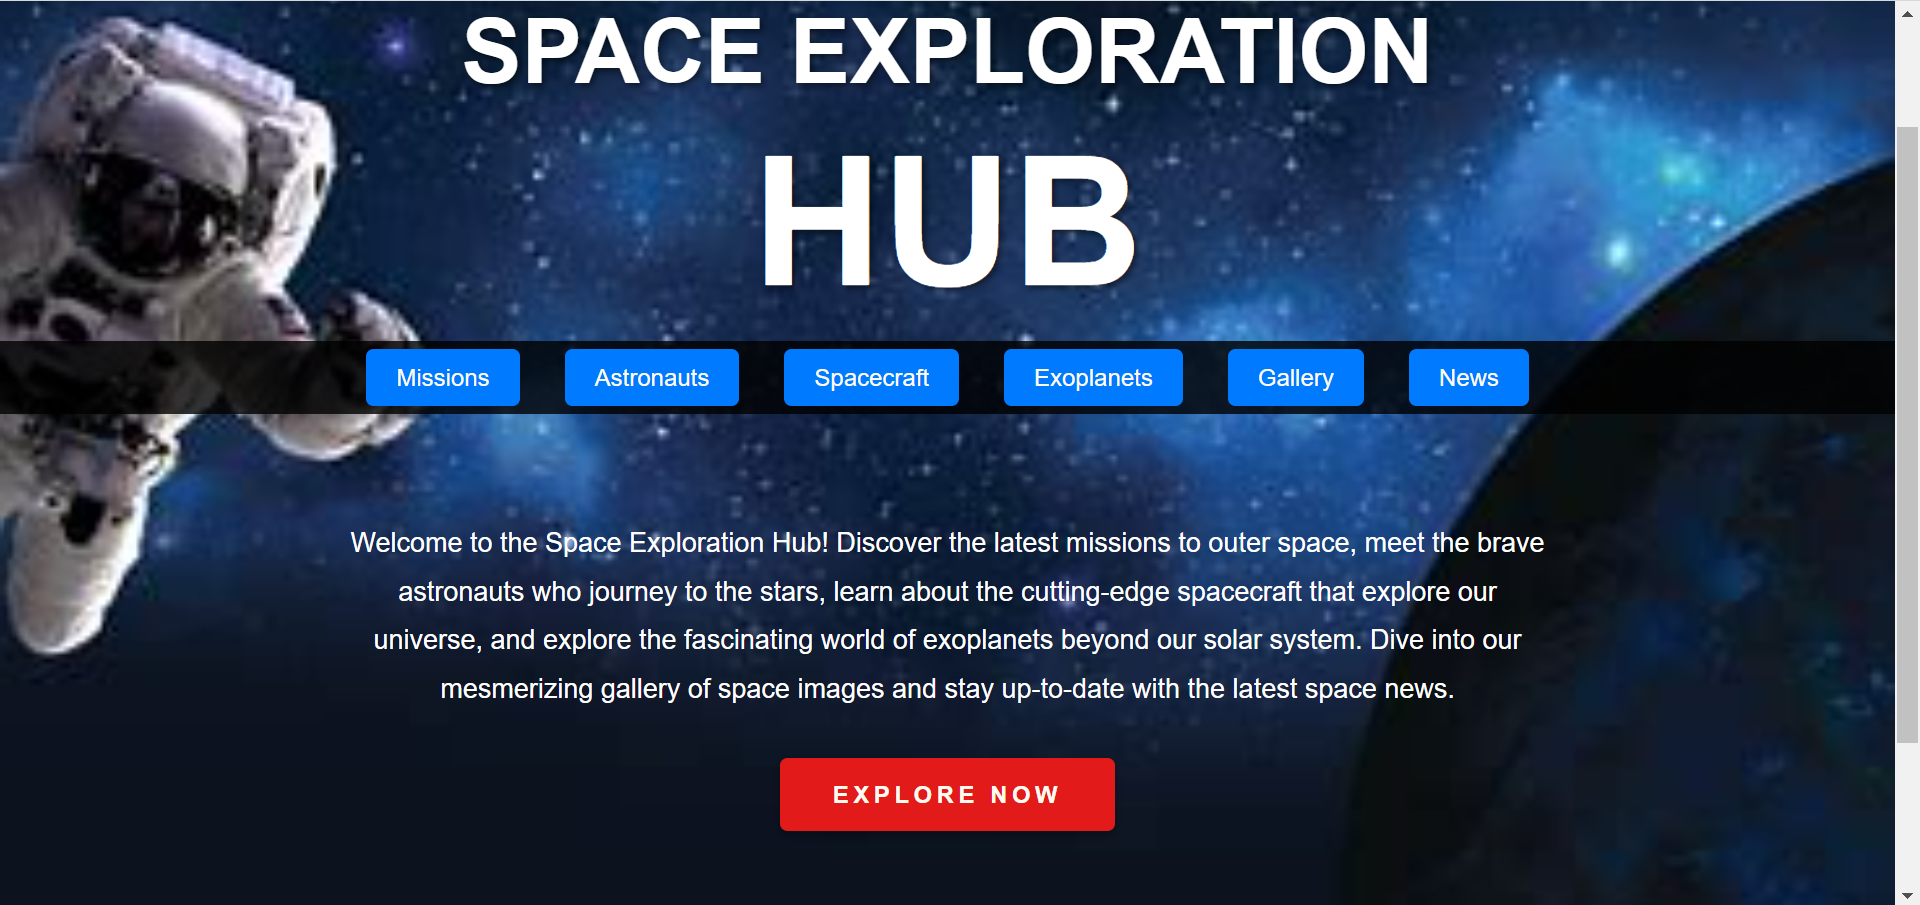 SPACE EXPLORATION
HUB
Missions
Astronauts
Spacecraft
Exoplanets
Gallery
News
Welcome to the Space Exploration Hub! Discover the latest missions to outer space, meet the brave
astronauts who journey to the stars, learn about the cutting-edge spacecraft that explore our
universe, and explore the fascinating world of exoplanets beyond our solar system. Dive into our
mesmerizing gallery of space images and stay up-to-date with the latest space news.
EXPLORE NOW